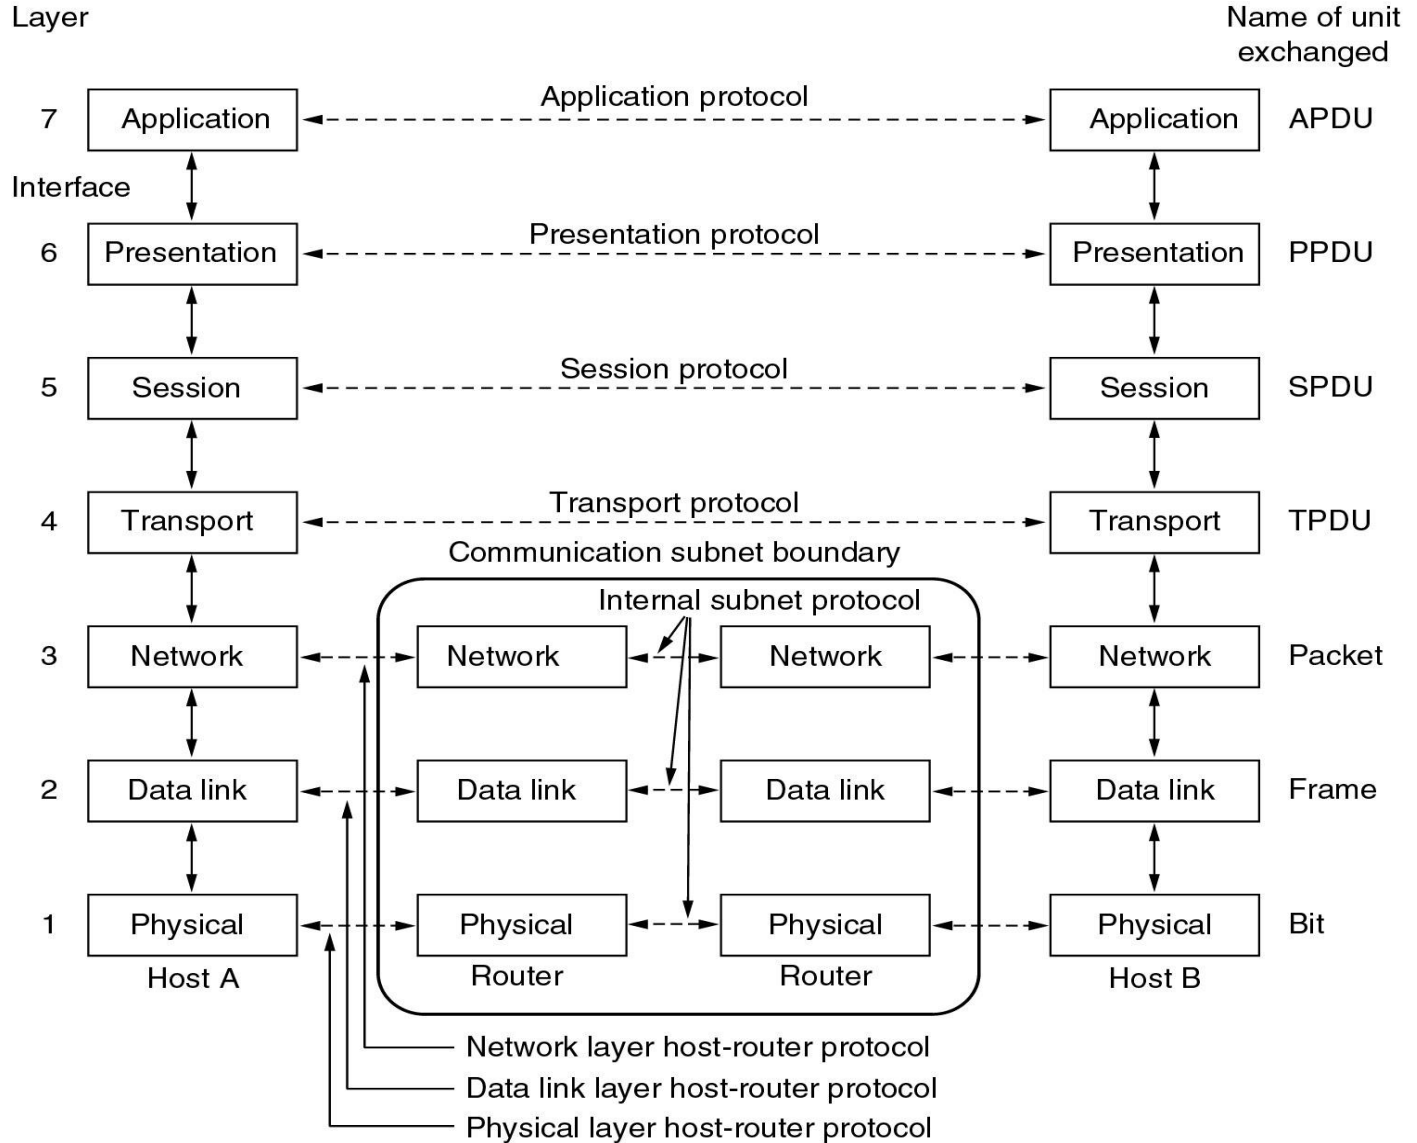 Layer
Name of unit
exchanged
Application protocol
7 Application Application APDU
Interface
Presentation protocol
6 Presentation Presentation PPDU
Session protocol
5 Session Session SPDU
Transport protocol
4 Transport Transport TPDU
Communication subnet boundary
Internal subnet protocol
3 Network Network Network Network Packet
2 Data link Data link Data link Data link Frame
1 Physical Physical Physical Physical Bit
Host A Router Router Host B
Network layer host-router protocol
Data link layer host-router protocol
Physical layer host-router protocol